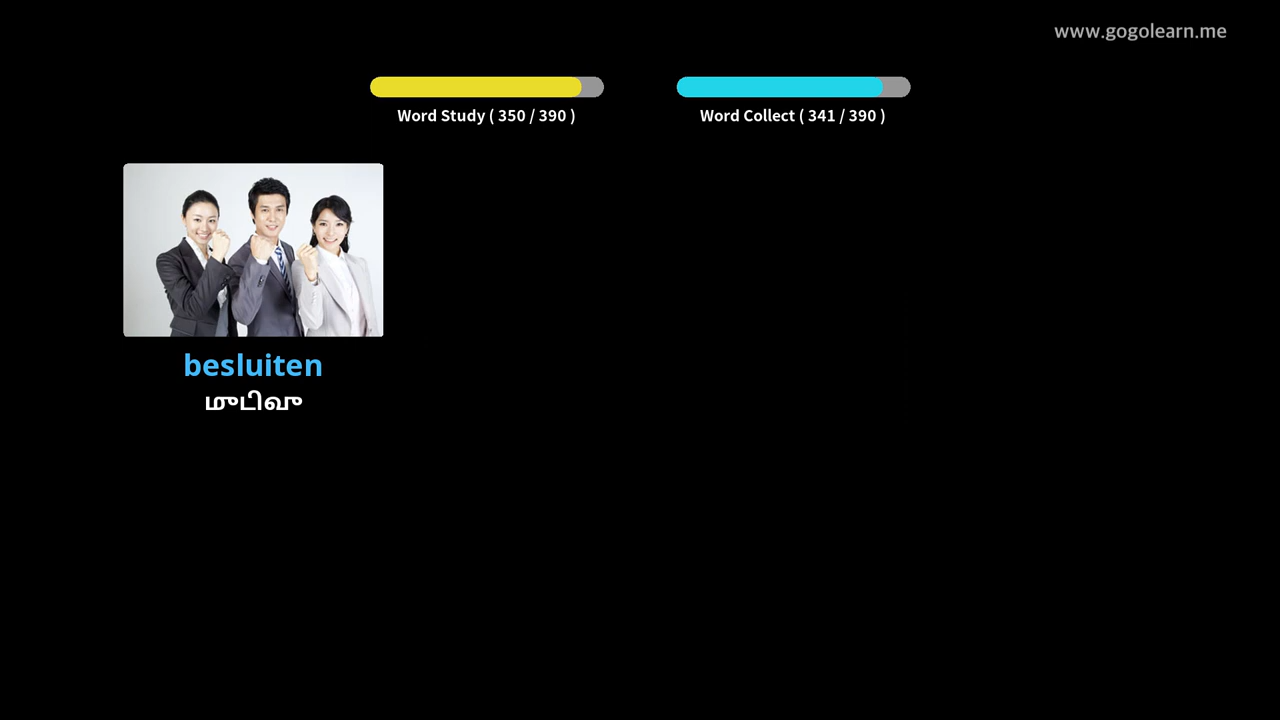 www.gogolearn.me
Word Study ( 350 / 390 )
Word Collect ( 341 / 390 )
besluiten
முடிவு